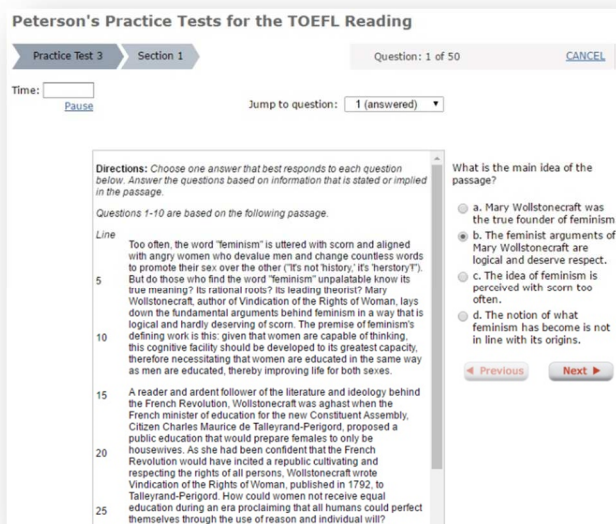 Peterson's Practice Tests for the TOEFL Reading
Practice Test 3
Section 1
Question: 1 of 50
CANCEL
Time:
Pause
Jump to question:
1 (answered)
Directions: Choose one answer that best responds to each question
below. Answer the questions based on information that is stated or implied
in the passage.
Questions 1-10 are based on the following passage.
Line
Too often, the word "feminism" is uttered with scorn and aligned
with angry women who devalue men and change countless words
to promote their sex over the other ("It's not 'history,' it's 'herstory'!").
5 But do those who find the word "feminism" unpalatable know its
true meaning? Its rational roots? Its leading theorist? Mary
Wollstonecraft, author of Vindication of the Rights of Woman, lays
down the fundamental arguments behind feminism in a way that is
logical and hardly deserving of scorn. The premise of feminism's
10 defining work is this: given that women are capable of thinking,
this cognitive facility should be developed to its greatest capacity,
therefore necessitating that women are educated in the same way
as men are educated, thereby improving life for both sexes.
15 A reader and ardent follower of the literature and ideology behind
the French Revolution, Wollstonecraft was aghast when the
French minister of education for the new Constituent Assembly,
Citizen Charles Maurice de Talleyrand-Perigord, proposed a
public education that would prepare females to only be
20 housewives. As she had been confident that the French
Revolution would have incited a republic cultivating and
respecting the rights of all persons, Wollstonecraft wrote
Vindication of the Rights of Woman, published in 1792, to
Talleyrand-Perigord. How could women not receive equal
25 education during an era proclaiming that all humans could perfect
themselves through the use of reason and individual will?
What is the main idea of the
passage?
a. Mary Wollstonecraft was
the true founder of feminism
b. The feminist arguments of
Mary Wollstonecraft are
logical and deserve respect.
c. The idea of feminism is
perceived with scorn too
often.
d. The notion of what
feminism has become is not
in line with its origins.
Previous
Next